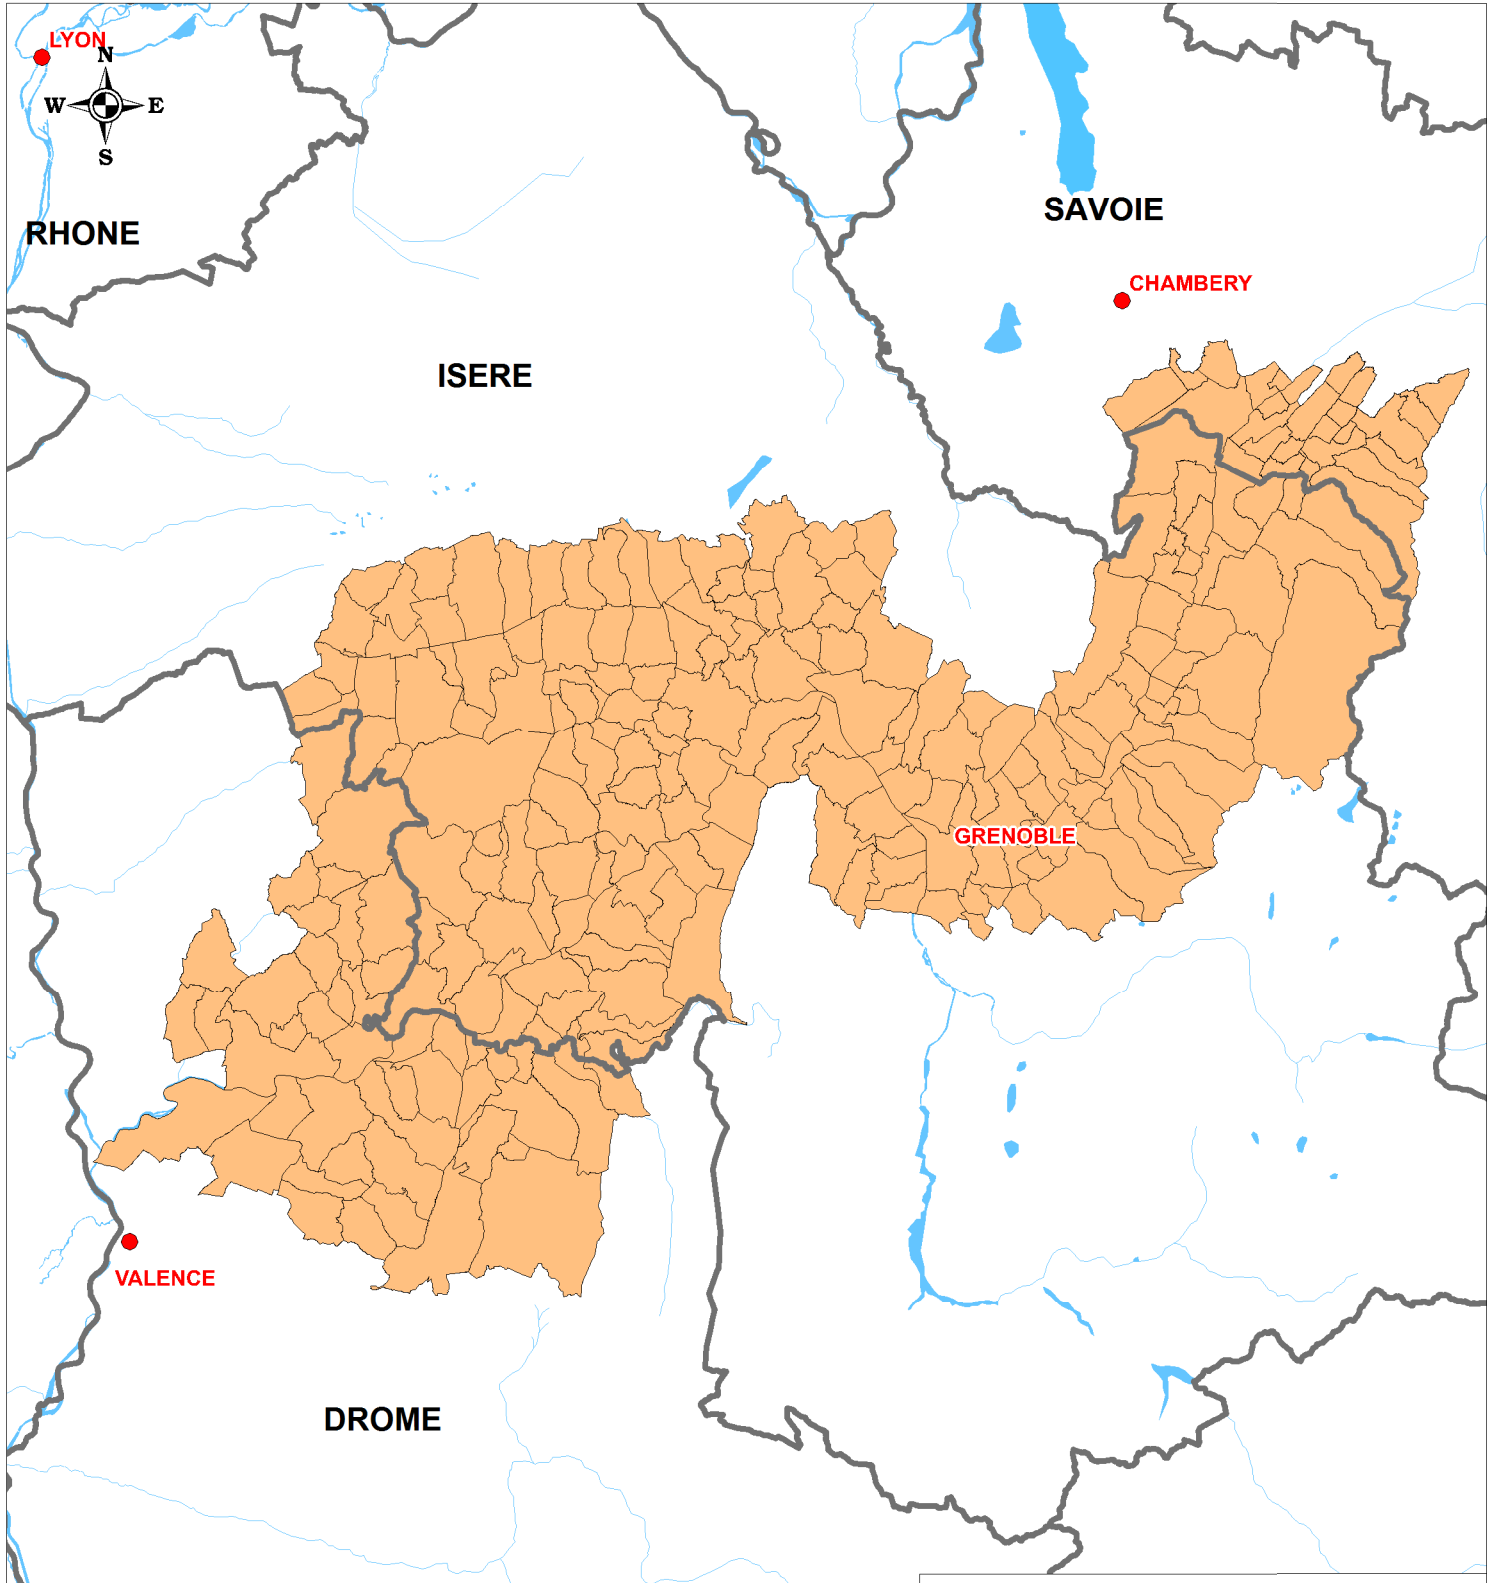 LYON
N
W E
S
RHONE
SAVOIE
CHAMBERY
ISERE
GRENOBLE
VALENCE
DROME